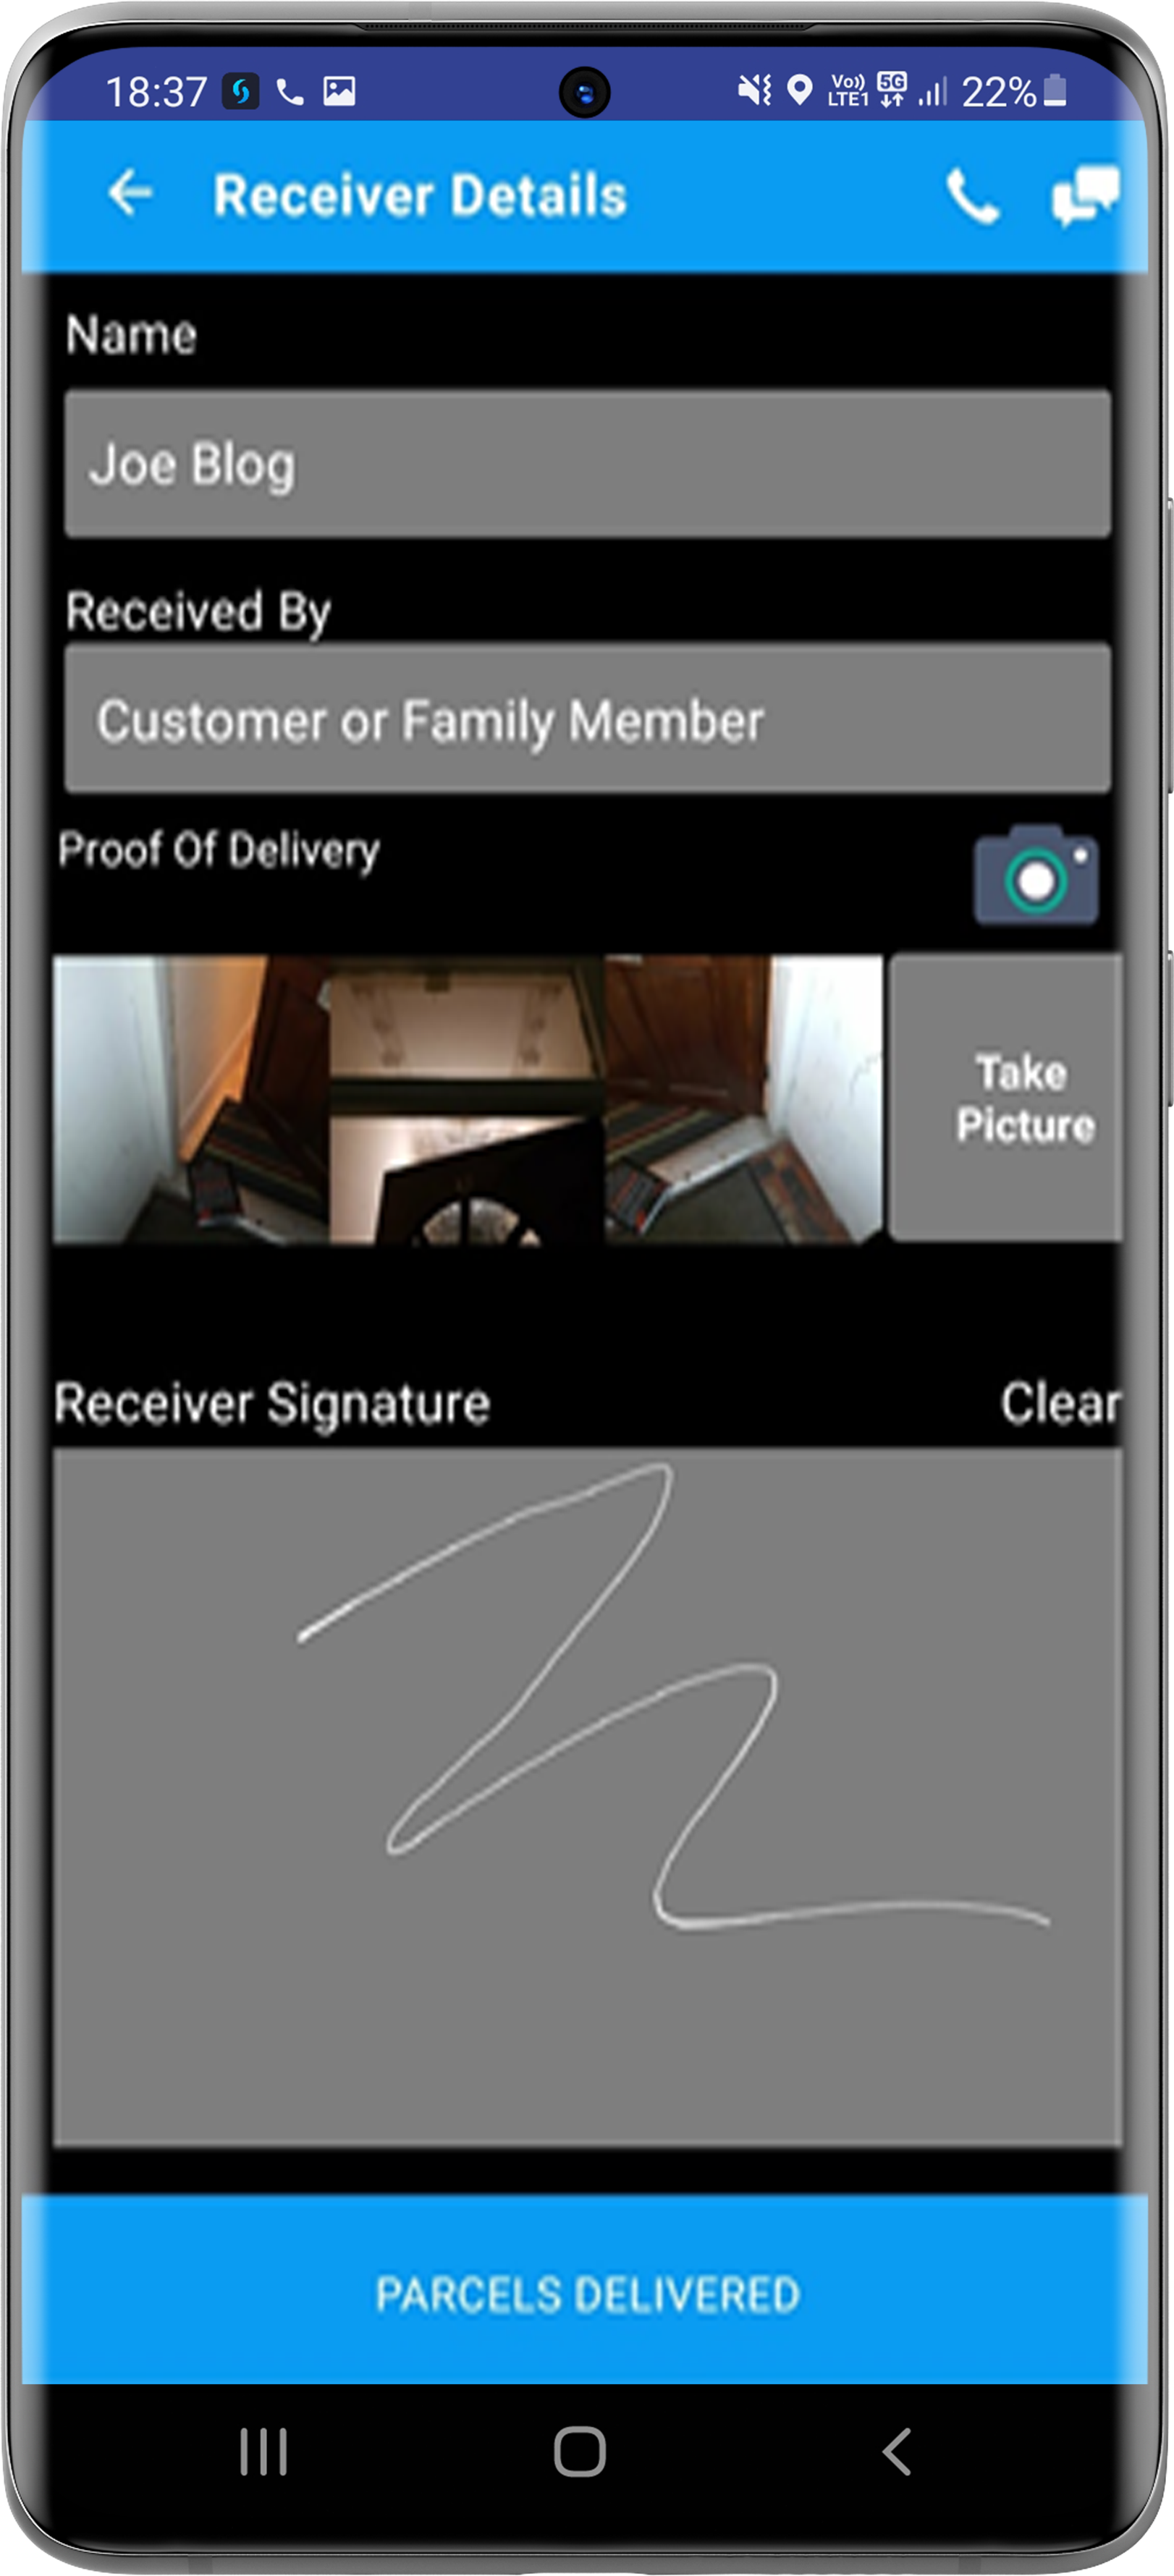 18:37 Vo)) LTE1 5G 22%
Receiver Details
Name
Joe Blog
Received By
Customer or Family Member
Proof Of Delivery
Take
Picture
Receiver Signature Clear
PARCELS DELIVERED